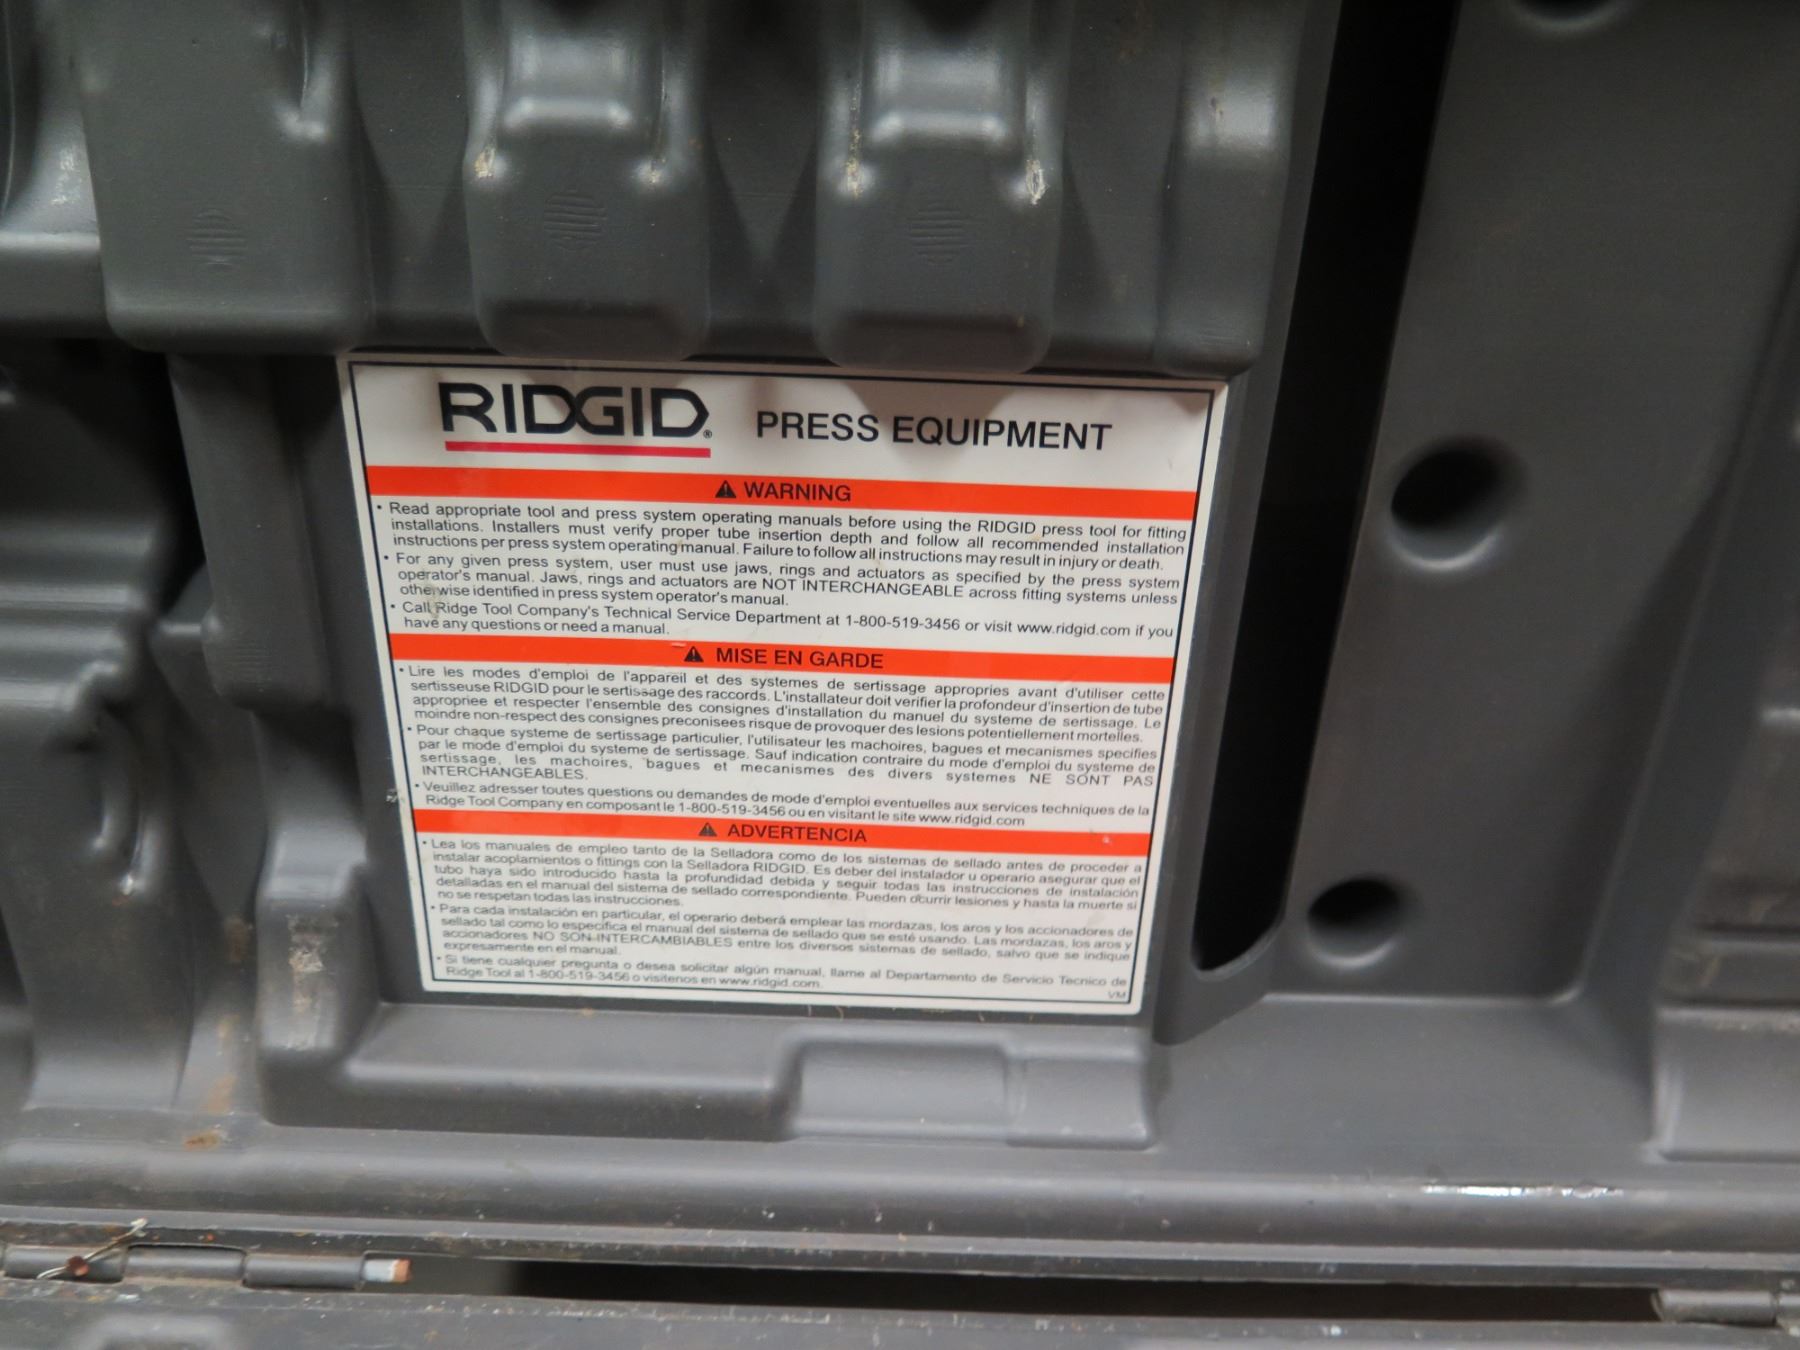 RIDGID® PRESS EQUIPMENT
⚠ WARNING
• Read appropriate tool and press system operating manuals before using the RIDGID press tool for fitting
installations. Installers must verify proper tube insertion depth and follow all recommended installation
instructions per press system operating manual. Failure to follow all instructions may result in injury or death.
• For any given press system, user must use jaws, rings and actuators as specified by the press system
operator's manual. Jaws, rings and actuators are NOT INTERCHANGEABLE across fitting systems unless
otherwise identified in press system operator's manual.
• Call Ridge Tool Company's Technical Service Department at 1-800-519-3456 or visit www.ridgid.com if you
have any questions or need a manual.
⚠ MISE EN GARDE
• Lire les modes d'emploi de l'appareil et des systemes de sertissage appropries avant d'utiliser cette
sertisseuse RIDGID pour le sertissage des raccords. L'installateur doit verifier la profondeur d'insertion de tube
appropriee et respecter l'ensemble des consignes d'installation du manuel du systeme de sertissage. Le
moindre non-respect des consignes preconisees risque de provoquer des lesions potentiellement mortelles.
• Pour chaque systeme de sertissage particulier, l'utilisateur les machoires, bagues et mecanismes specifies
par le mode d'emploi du systeme de sertissage. Sauf indication contraire du mode d'emploi du systeme de
sertissage, les machoires, bagues et mecanismes des divers systemes NE SONT PAS
INTERCHANGEABLES.
• Veuillez adresser toutes questions ou demandes de mode d'emploi eventuelles aux services techniques de la
Ridge Tool Company en composant le 1-800-519-3456 ou en visitant le site www.ridgid.com
⚠ ADVERTENCIA
• Lea los manuales de empleo tanto de la Selladora como de los sistemas de sellado antes de proceder a
instalar acoplamientos o fittings con la Selladora RIDGID. Es deber del instalador u operario asegurar que el
tubo haya sido introducido hasta la profundidad debida y seguir todas las instrucciones de instalación
detalladas en el manual del sistema de sellado correspondiente. Pueden ocurrir lesiones y hasta la muerte si
no se respetan todas las instrucciones.
• Para cada instalación en particular, el operario deberá emplear las mordazas, los aros y los accionadores de
sellado tal como lo especifica el manual del sistema de sellado que se esté usando. Las mordazas, los aros y
accionadores NO SON INTERCAMBIABLES entre los diversos sistemas de sellado, salvo que se indique
expresamente en el manual.
• Si tiene cualquier pregunta o desea solicitar algún manual, llame al Departamento de Servicio Tecnico de
Ridge Tool al 1-800-519-3456 o visitenos en www.ridgid.com.
VM